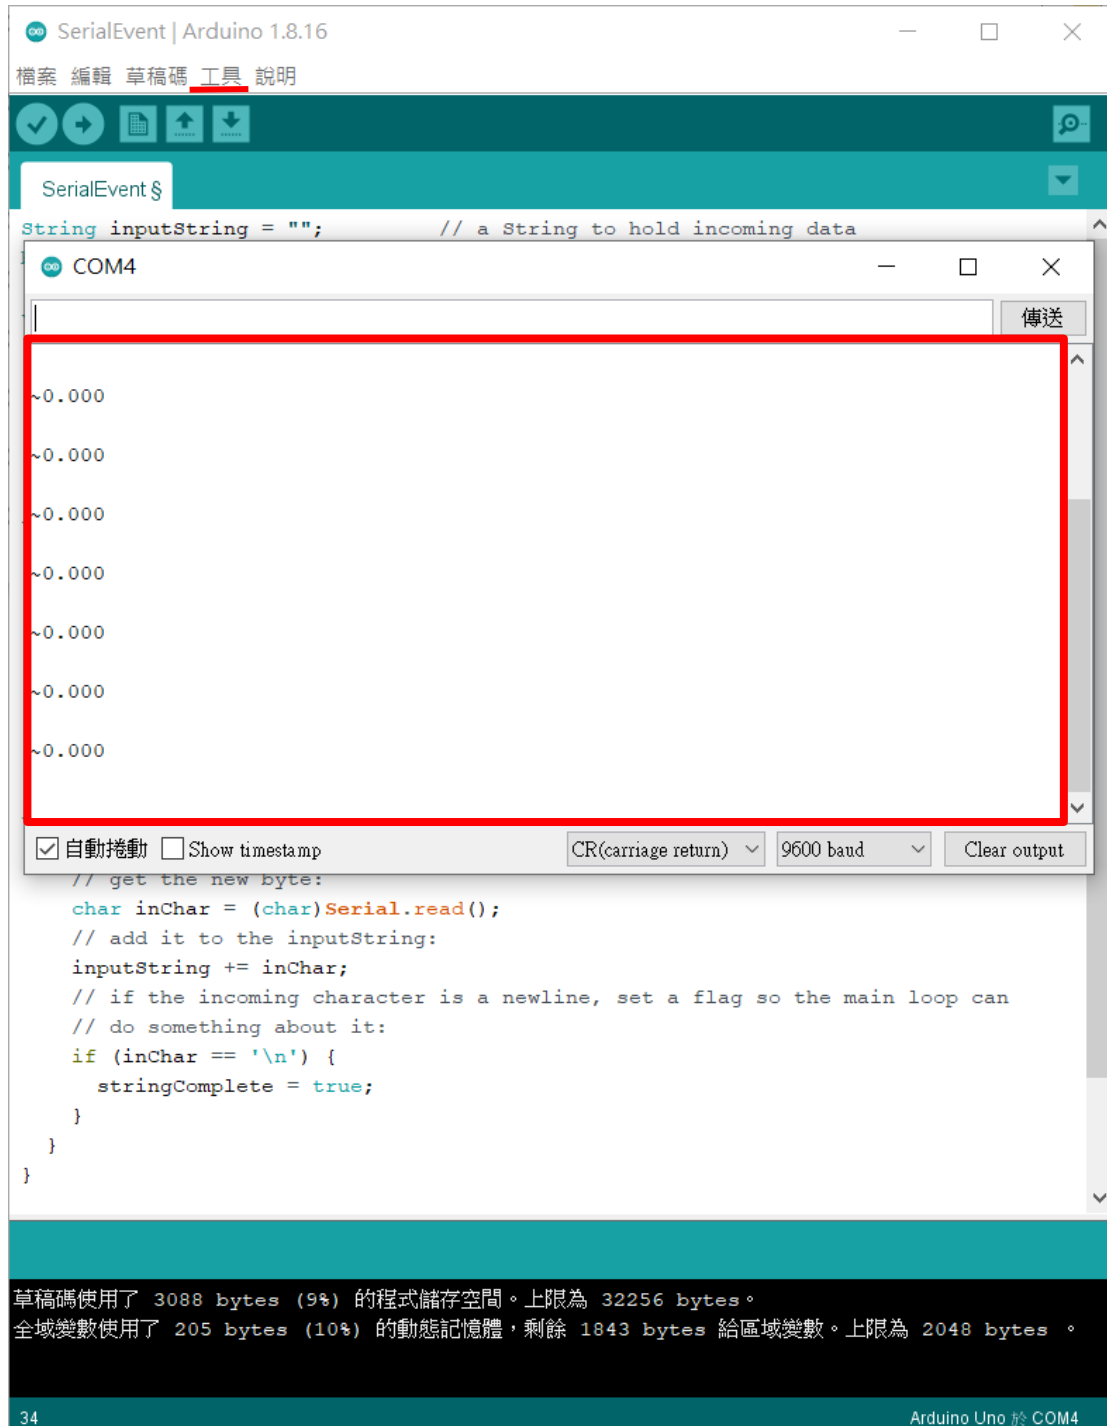 SerialEvent | Arduino 1.8.16
檔案 編輯 草稿碼 工具 說明
SerialEvent §
String inputString = "";         // a String to hold incoming data
COM4
傳送
~0.000
~0.000
~0.000
~0.000
~0.000
~0.000
~0.000
自動捲動 Show timestamp CR(carriage return) 9600 baud Clear output
// get the new byte:
char inChar = (char)Serial.read();
// add it to the inputString:
inputString += inChar;
// if the incoming character is a newline, set a flag so the main loop can
// do something about it:
if (inChar == '\n') {
stringComplete = true;
}
}
}
草稿碼使用了 3088 bytes (9%) 的程式儲存空間。上限為 32256 bytes。
全域變數使用了 205 bytes (10%) 的動態記憶體，剩餘 1843 bytes 給區域變數。上限為 2048 bytes 。
34 Arduino Uno 於 COM4